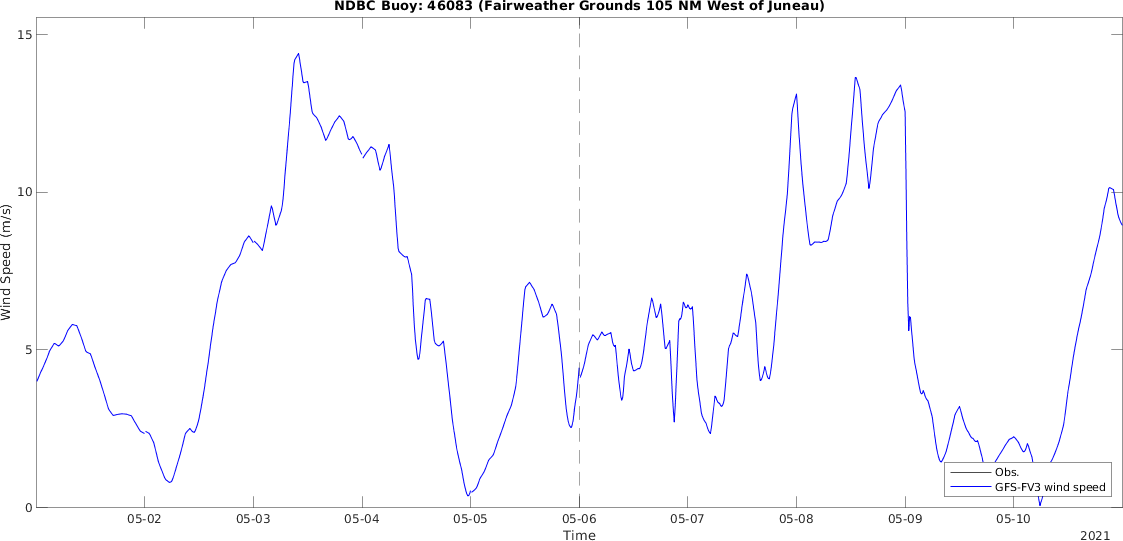 NDBC Buoy: 46083 (Fairweather Grounds 105 NM West of Juneau)
15
10
5
0
Wind Speed (m/s)
05-02 05-03 05-04 05-05 05-06 05-07 05-08 05-09 05-10
Time
2021
Obs.
GFS-FV3 wind speed